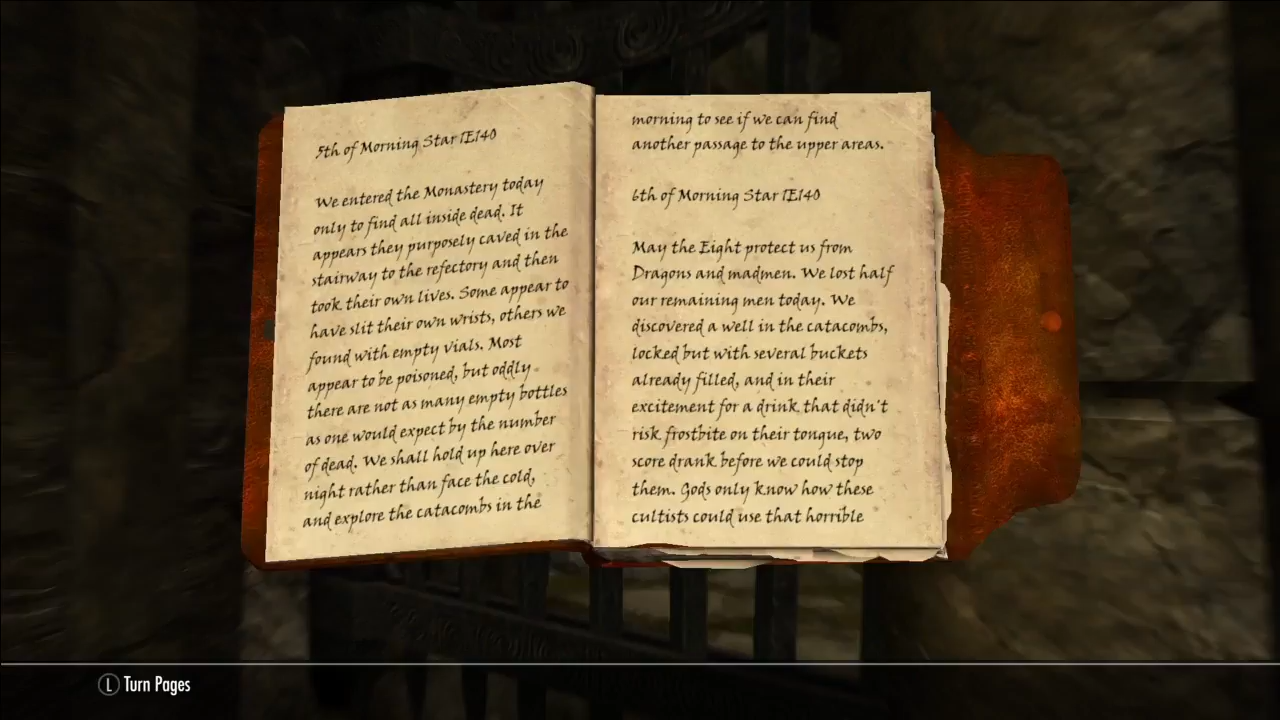 5th of Morning Star 1E140
We entered the Monastery today
only to find all inside dead. It
appears they purposely caved in the
stairway to the refectory and then
took their own lives. Some appear to
have slit their own wrists, others we
found with empty vials. Most
appear to be poisoned, but oddly
there are not as many empty bottles
as one would expect by the number
of dead. We shall hold up here over
night rather than face the cold,
and explore the catacombs in the
morning to see if we can find
another passage to the upper areas.
6th of Morning Star 1E140
May the Eight protect us from
Dragons and madmen. We lost half
our remaining men today. We
discovered a well in the catacombs,
locked but with several buckets
already filled, and in their
excitement for a drink that didn't
risk frostbite on their tongue, two
score drank before we could stop
them. Gods only know how these
cultists could use that horrible
L Turn Pages